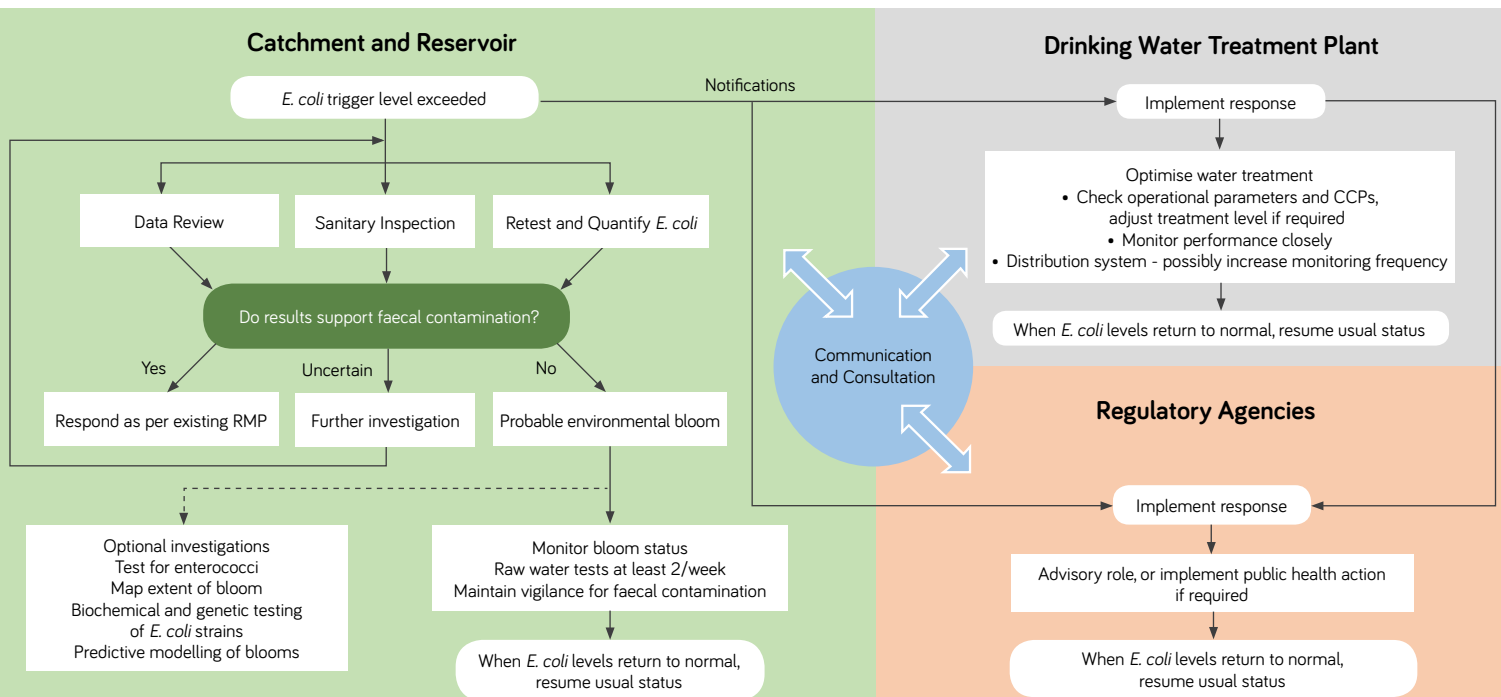 Catchment and Reservoir
E. coli trigger level exceeded
Notifications
Data Review
Sanitary Inspection
Retest and Quantify E. coli
Do results support faecal contamination?
Yes
Uncertain
No
Respond as per existing RMP
Further investigation
Probable environmental bloom
Optional investigations
Test for enterococci
Map extent of bloom
Biochemical and genetic testing
of E. coli strains
Predictive modelling of blooms
Monitor bloom status
Raw water tests at least 2/week
Maintain vigilance for faecal contamination
When E. coli levels return to normal,
resume usual status
Communication
and Consultation
Drinking Water Treatment Plant
Implement response
Optimise water treatment
• Check operational parameters and CCPs,
adjust treatment level if required
• Monitor performance closely
• Distribution system - possibly increase monitoring frequency
When E. coli levels return to normal, resume usual status
Regulatory Agencies
Implement response
Advisory role, or implement public health action
if required
When E. coli levels return to normal,
resume usual status